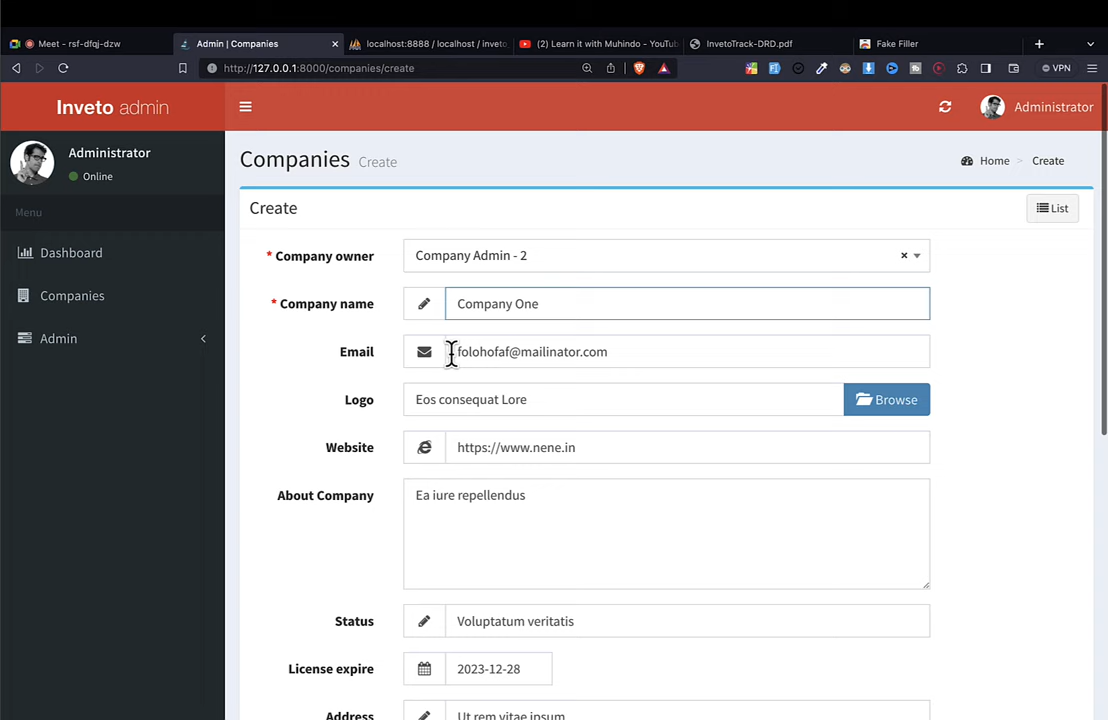 Meet - rsf-dfqj-dzw
Admin | Companies
localhost:8888 / localhost / inveto
(2) Learn it with Muhindo - YouTu
InvetoTrack-DRD.pdf
Fake Filler
http://127.0.0.1:8000/companies/create
VPN
Inveto admin
Administrator
Administrator
Online
Companies Create
Home > Create
Menu
Create
List
Dashboard
* Company owner Company Admin - 2
Companies
* Company name Company One
Admin
Email folohofaf@mailinator.com
Logo Eos consequat Lore Browse
Website https://www.nene.in
About Company Ea iure repellendus
Status Voluptatum veritatis
License expire 2023-12-28
Address Ut rem vitae ipsum